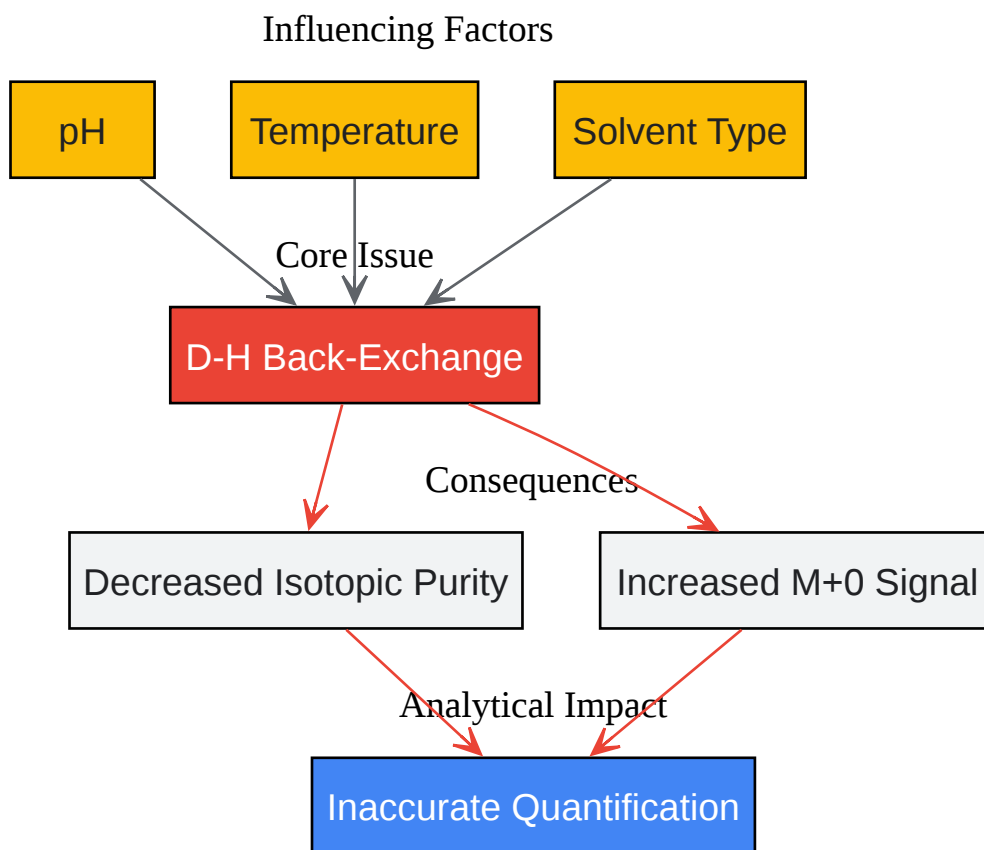 Influencing Factors
pH
Temperature
Solvent Type
Core Issue
D-H Back-Exchange
Consequences
Decreased Isotopic Purity
Increased M+0 Signal
Analytical Impact
Inaccurate Quantification